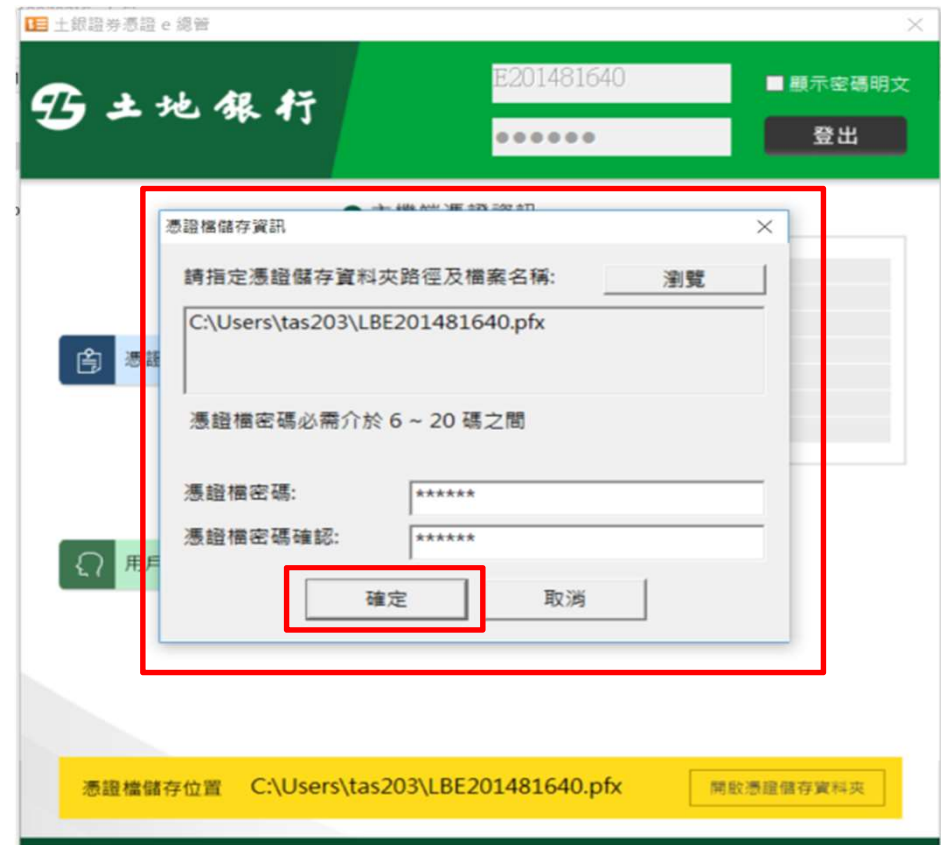 土銀證券憑證 e 總管
土地銀行
E201481640
顯示密碼明文
●●●●●●
登出
憑證檔儲存資訊
請指定憑證儲存資料夾路徑及檔案名稱:
瀏覽
C:\Users\tas203\LBE201481640.pfx
憑證檔密碼必需介於 6 ~ 20 碼之間
憑證檔密碼:
******
憑證檔密碼確認:
******
確定
取消
憑證
用戶
憑證檔儲存位置
C:\Users\tas203\LBE201481640.pfx
開啟憑證儲存資料夾